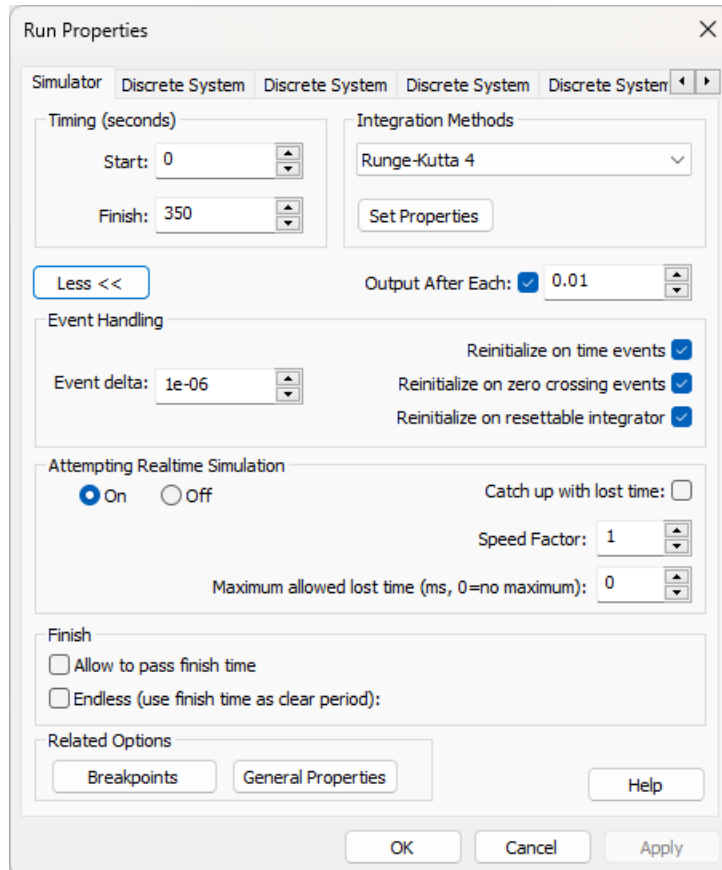 Run Properties
Simulator Discrete System Discrete System Discrete System Discrete System
Timing (seconds)
Start: 0
Finish: 350
Integration Methods
Runge-Kutta 4
Set Properties
Less <<
Output After Each: 0.01
Event Handling
Event delta: 1e-06
Reinitialize on time events
Reinitialize on zero crossing events
Reinitialize on resettable integrator
Attempting Realtime Simulation
On Off
Catch up with lost time:
Speed Factor: 1
Maximum allowed lost time (ms, 0=no maximum): 0
Finish
Allow to pass finish time
Endless (use finish time as clear period):
Related Options
Breakpoints General Properties
Help
OK Cancel Apply